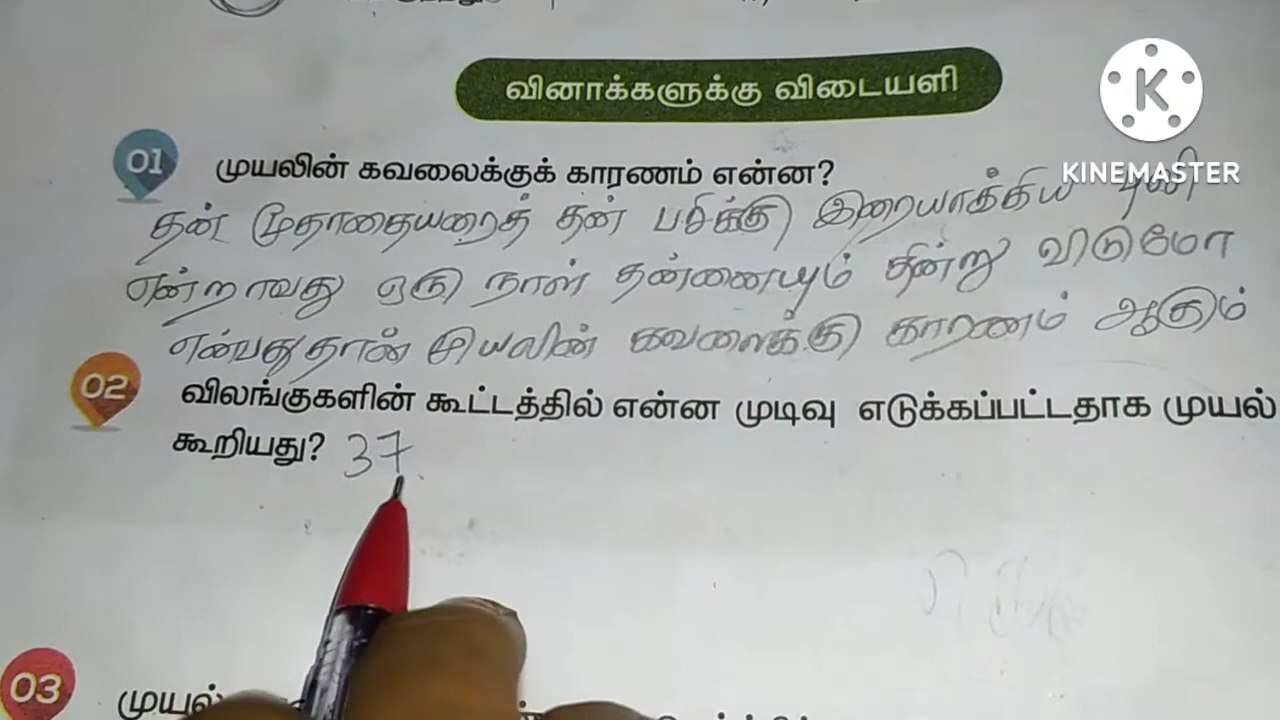 வினாக்களுக்கு விடையளி
K
KINEMASTER
01 முயலின் கவலைக்குக் காரணம் என்ன?
தன் மூதாதையரைத் தன் பசிக்கு இரையாக்கிய புலி
என்றாவது ஒரு நாள் தன்னையும் தின்று விடுமோ
என்பதுதான் முயலின் கவலைக்கு காரணம் ஆகும்
02 விலங்குகளின் கூட்டத்தில் என்ன முடிவு எடுக்கப்பட்டதாக முயல்
கூறியது? 37
03 முயல்